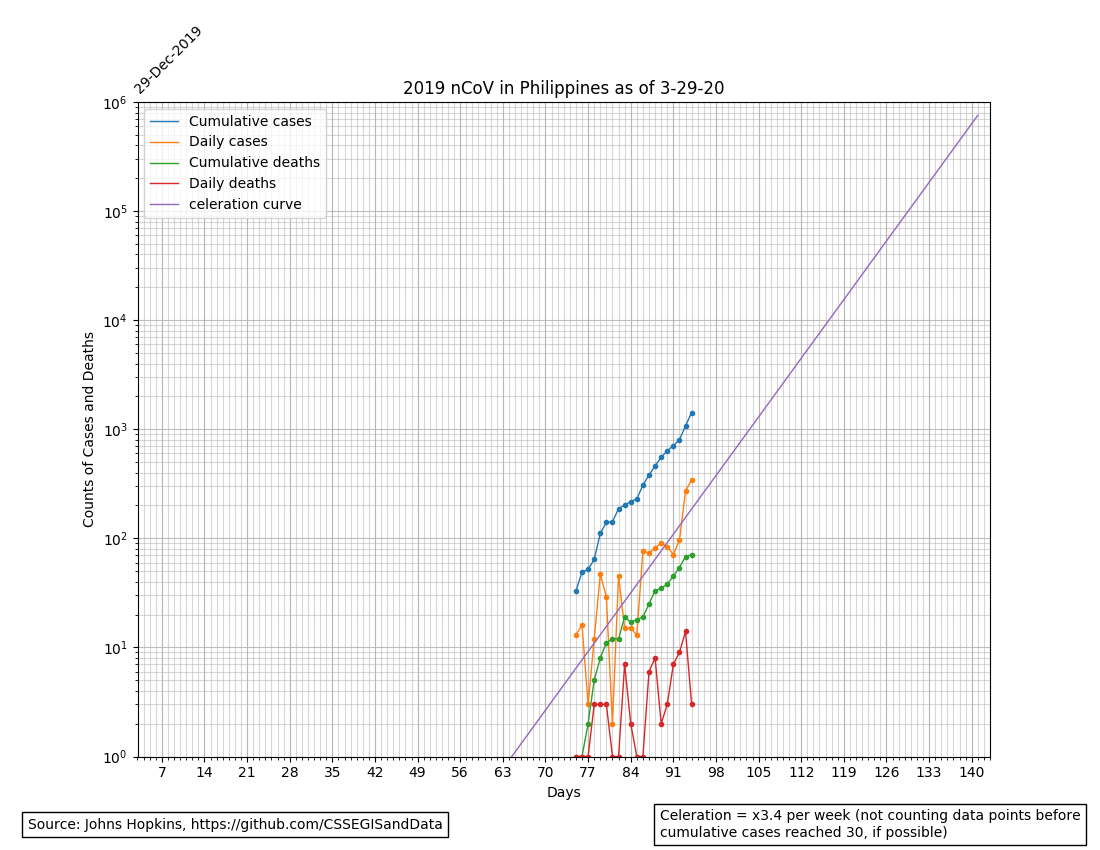 29-Dec-2019
2019 nCoV in Philippines as of 3-29-20
Cumulative cases
Daily cases
Cumulative deaths
Daily deaths
celeration curve
Counts of Cases and Deaths
10^6
10^5
10^4
10^3
10^2
10^1
10^0
7 14 21 28 35 42 49 56 63 70 77 84 91 98 105 112 119 126 133 140
Days
Source: Johns Hopkins, https://github.com/CSSEGISandData
Celeration = x3.4 per week (not counting data points before
cumulative cases reached 30, if possible)